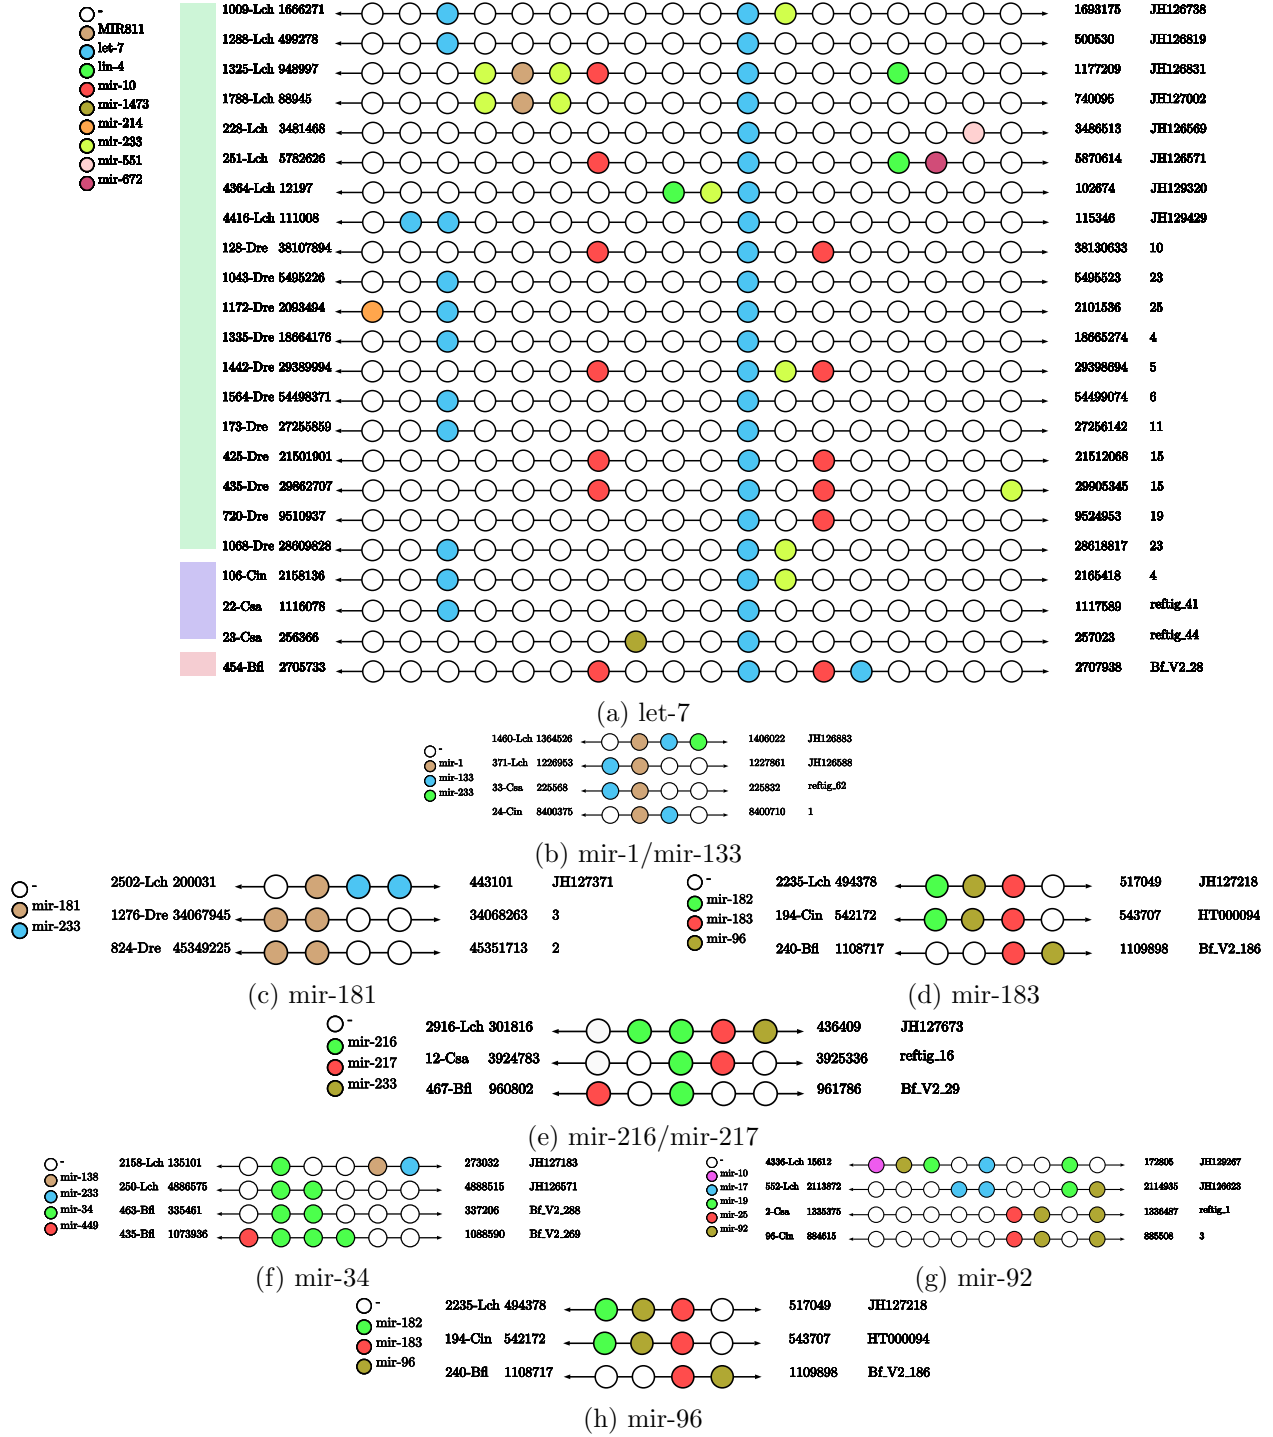 -
MIR811
let-7
lin-4
mir-10
mir-1473
mir-214
mir-233
mir-551
mir-672
1009-Lch 1666271 1693175 JH126738
1288-Lch 499278 500530 JH126819
1325-Lch 948997 1177209 JH126831
1788-Lch 88945 740095 JH127002
228-Lch 3481468 3486513 JH126569
251-Lch 5782626 5870614 JH126571
4364-Lch 12197 102674 JH129320
4416-Lch 111008 115346 JH129429
128-Dre 38107894 38130633 10
1043-Dre 5495226 5495523 23
1172-Dre 2093494 2101536 25
1335-Dre 18664176 18665274 4
1442-Dre 29389994 29398694 5
1564-Dre 54498371 54499074 6
173-Dre 27255859 27256142 11
425-Dre 21501901 21512068 15
435-Dre 29862707 29905345 15
720-Dre 9510937 9524953 19
1068-Dre 28609828 28618817 23
106-Cin 2158136 2165418 4
22-Csa 1116078 1117589 reftig_41
23-Csa 256366 257023 reftig_44
454-Bfl 2705733 2707938 Bf_V2_28
(a) let-7
-
mir-1
mir-133
mir-233
1460-Lch 1364526 1406022 JH126883
371-Lch 1226953 1227861 JH126588
33-Csa 225568 225832 reftig_62
24-Cin 8400375 8400710 1
(b) mir-1/mir-133
-
mir-181
mir-233
2502-Lch 200031 443101 JH127371
1276-Dre 34067945 34068263 3
824-Dre 45349225 45351713 2
(c) mir-181
-
mir-182
mir-183
mir-96
2235-Lch 494378 517049 JH127218
194-Cin 542172 543707 HT000094
240-Bfl 1108717 1109898 Bf_V2_186
(d) mir-183
-
mir-216
mir-217
mir-233
2916-Lch 301816 436409 JH127673
12-Csa 3924783 3925336 reftig_16
467-Bfl 960802 961786 Bf_V2_29
(e) mir-216/mir-217
-
mir-138
mir-233
mir-34
mir-449
2158-Lch 135101 273032 JH127183
250-Lch 4886575 4888515 JH126571
463-Bfl 335461 337206 Bf_V2_288
435-Bfl 1073936 1088590 Bf_V2_269
(f) mir-34
-
mir-10
mir-17
mir-19
mir-25
mir-92
4336-Lch 15612 172805 JH129267
552-Lch 2113872 2114935 JH126623
2-Csa 1335375 1336487 reftig_1
96-Cin 884615 885508 3
(g) mir-92
-
mir-182
mir-183
mir-96
2235-Lch 494378 517049 JH127218
194-Cin 542172 543707 HT000094
240-Bfl 1108717 1109898 Bf_V2_186
(h) mir-96